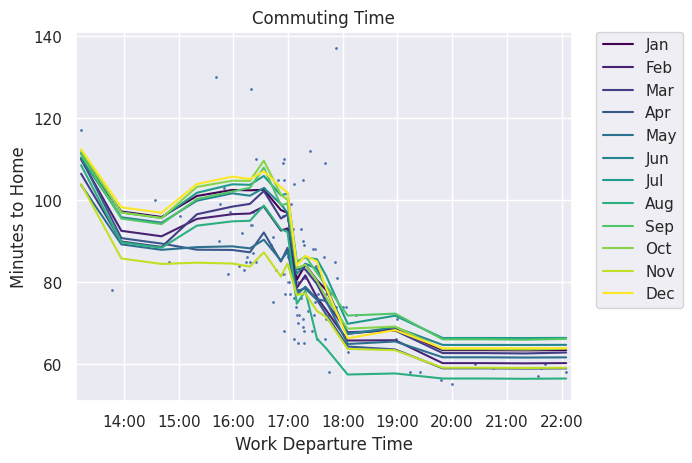 Commuting Time
Minutes to Home
140
120
100
80
60
14:00 15:00 16:00 17:00 18:00 19:00 20:00 21:00 22:00
Work Departure Time
Jan
Feb
Mar
Apr
May
Jun
Jul
Aug
Sep
Oct
Nov
Dec